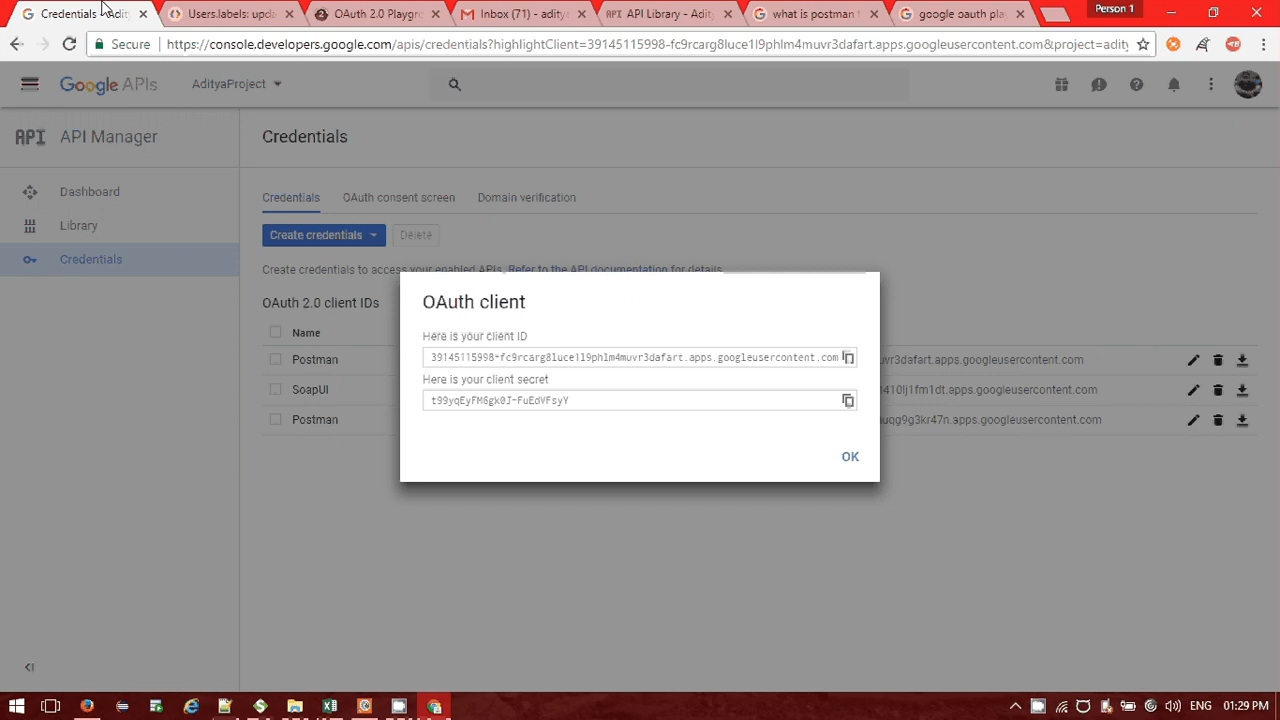 Credentials - Adity
Users.labels: upda
OAuth 2.0 Playgro
Inbox (71) - aditya
API API Library - Adity
what is postman t
google oauth pla
Person 1
Secure
https://console.developers.google.com/apis/credentials?highlightClient=39145115998-fc9rcarg8luce1l9phlm4muvr3dafart.apps.googleusercontent.com&project=adity
Google APIs
AdityaProject
API API Manager
Credentials
Dashboard
Library
Credentials
Credentials
OAuth consent screen
Domain verification
Create credentials
Delete
Create credentials to access your enabled APIs. Refer to the API documentation for details.
OAuth 2.0 client IDs
Name
Postman
uvr3dafart.apps.googleusercontent.com
SoapUI
410lj1fm1dt.apps.googleusercontent.com
Postman
uqg9g3kr47n.apps.googleusercontent.com
OAuth client
Here is your client ID
39145115998-fc9rcarg8luce1l9phlm4muvr3dafart.apps.googleusercontent.com
Here is your client secret
OK
ENG
01:29 PM